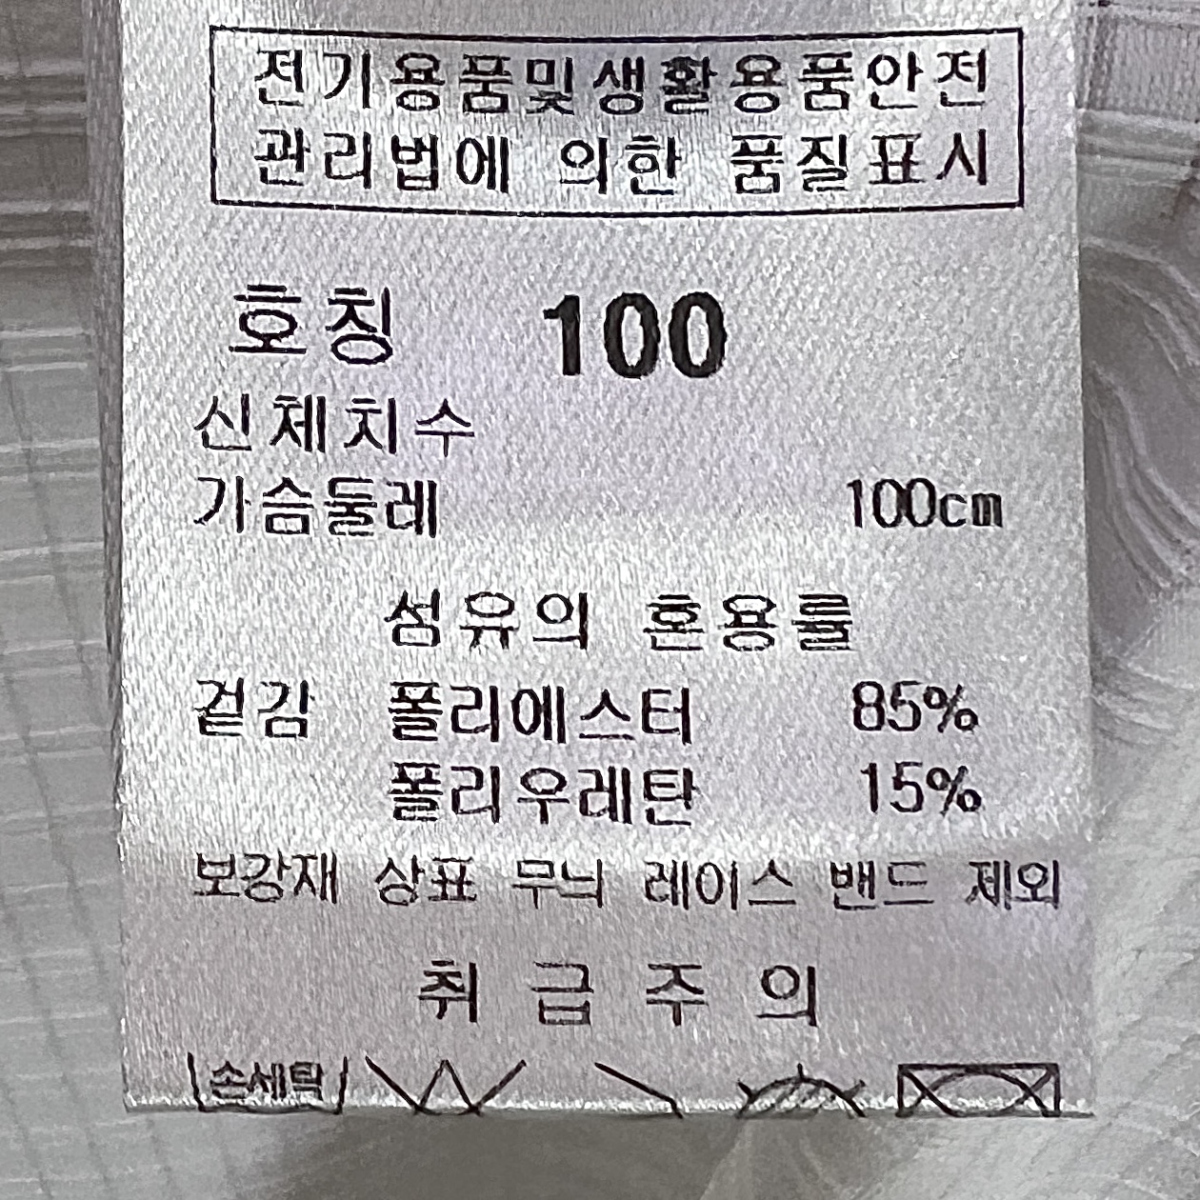 전기용품및생활용품안전
관리법에 의한 품질표시
호칭 100
신체치수
가슴둘레 100cm
섬유의 혼용률
겉감 폴리에스터 85%
폴리우레탄 15%
보강재 상표 무늬 레이스 밴드 제외
취급주의
손세탁